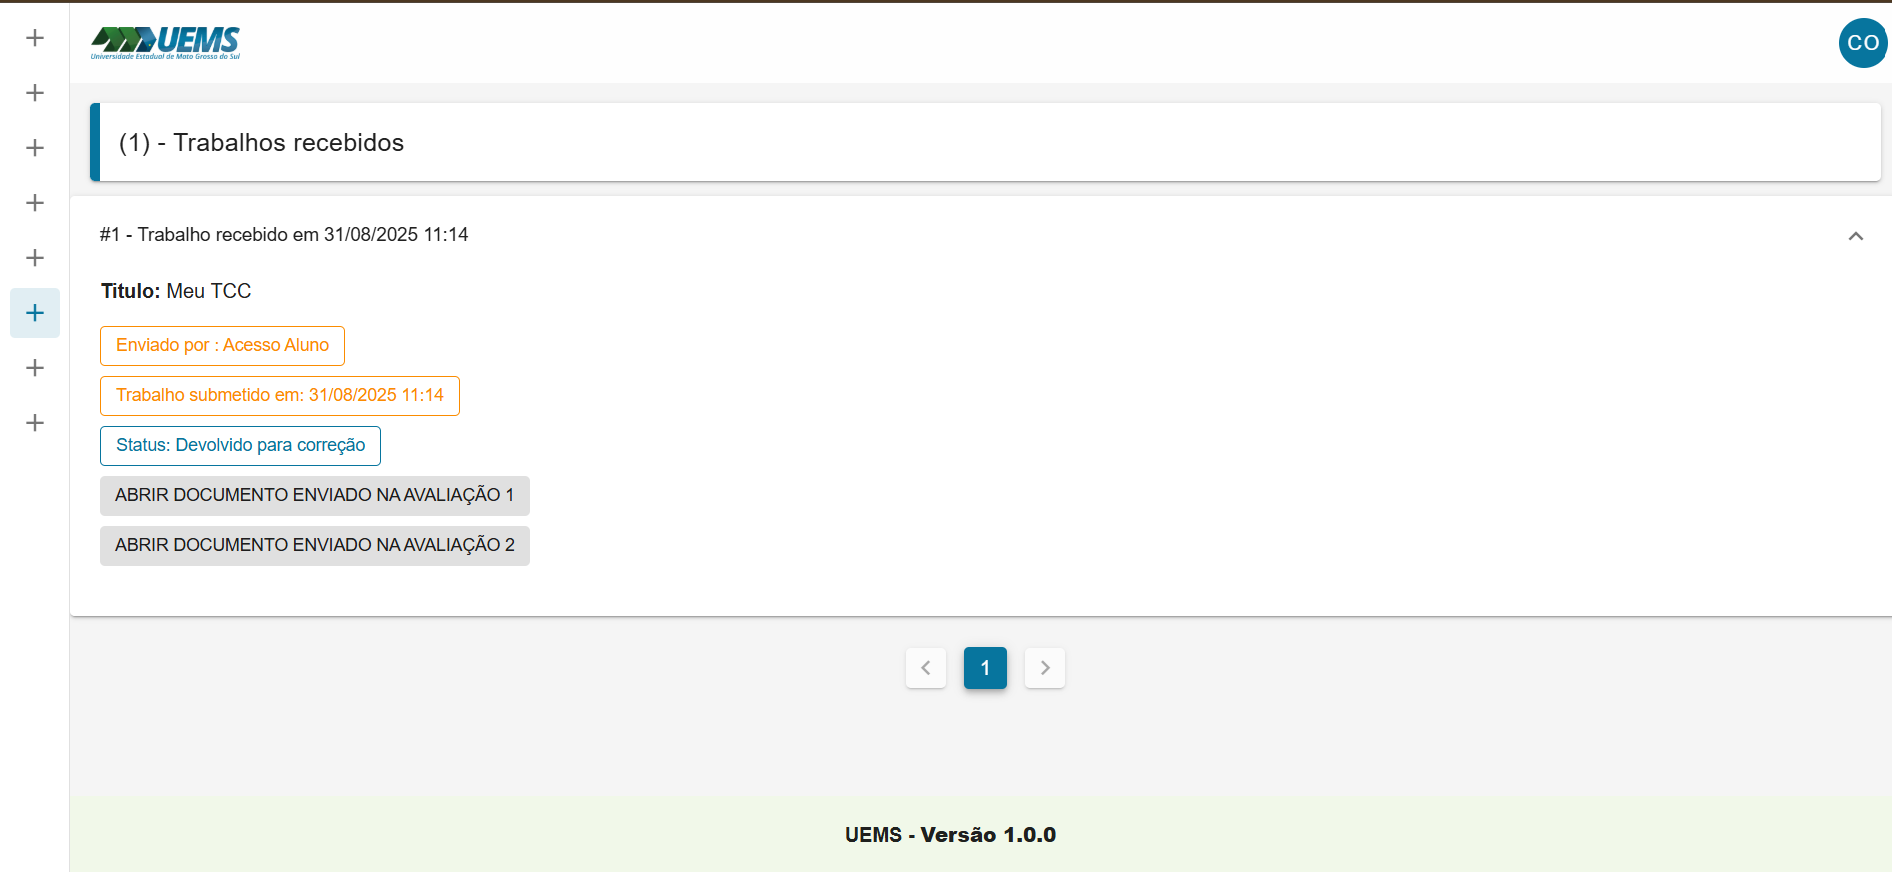 UEMS
Universidade Estadual de Mato Grosso do Sul
CO
(1) - Trabalhos recebidos
#1 - Trabalho recebido em 31/08/2025 11:14
Titulo: Meu TCC
Enviado por : Acesso Aluno
Trabalho submetido em: 31/08/2025 11:14
Status: Devolvido para correção
ABRIR DOCUMENTO ENVIADO NA AVALIAÇÃO 1
ABRIR DOCUMENTO ENVIADO NA AVALIAÇÃO 2
1
UEMS - Versão 1.0.0